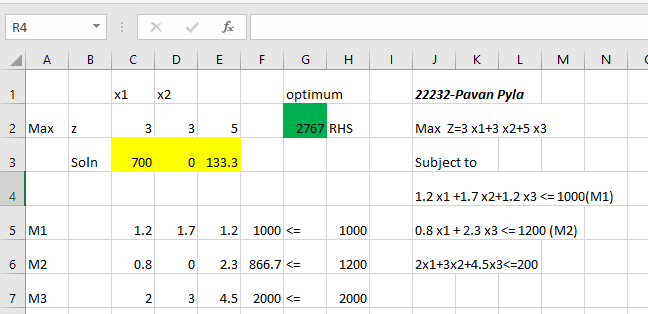 R4
fx
A B C D E F G H I J K L M N
1 x1 x2 optimum 22232-Pavan Pyla
2 Max z 3 3 5 2767 RHS Max Z=3 x1+3 x2+5 x3
3 Soln 700 0 133.3 Subject to
4 1.2 x1 +1.7 x2+1.2 x3 <= 1000(M1)
5 M1 1.2 1.7 1.2 1000 <= 1000 0.8 x1 + 2.3 x3 <= 1200 (M2)
6 M2 0.8 0 2.3 866.7 <= 1200 2x1+3x2+4.5x3<=200
7 M3 2 3 4.5 2000 <= 2000